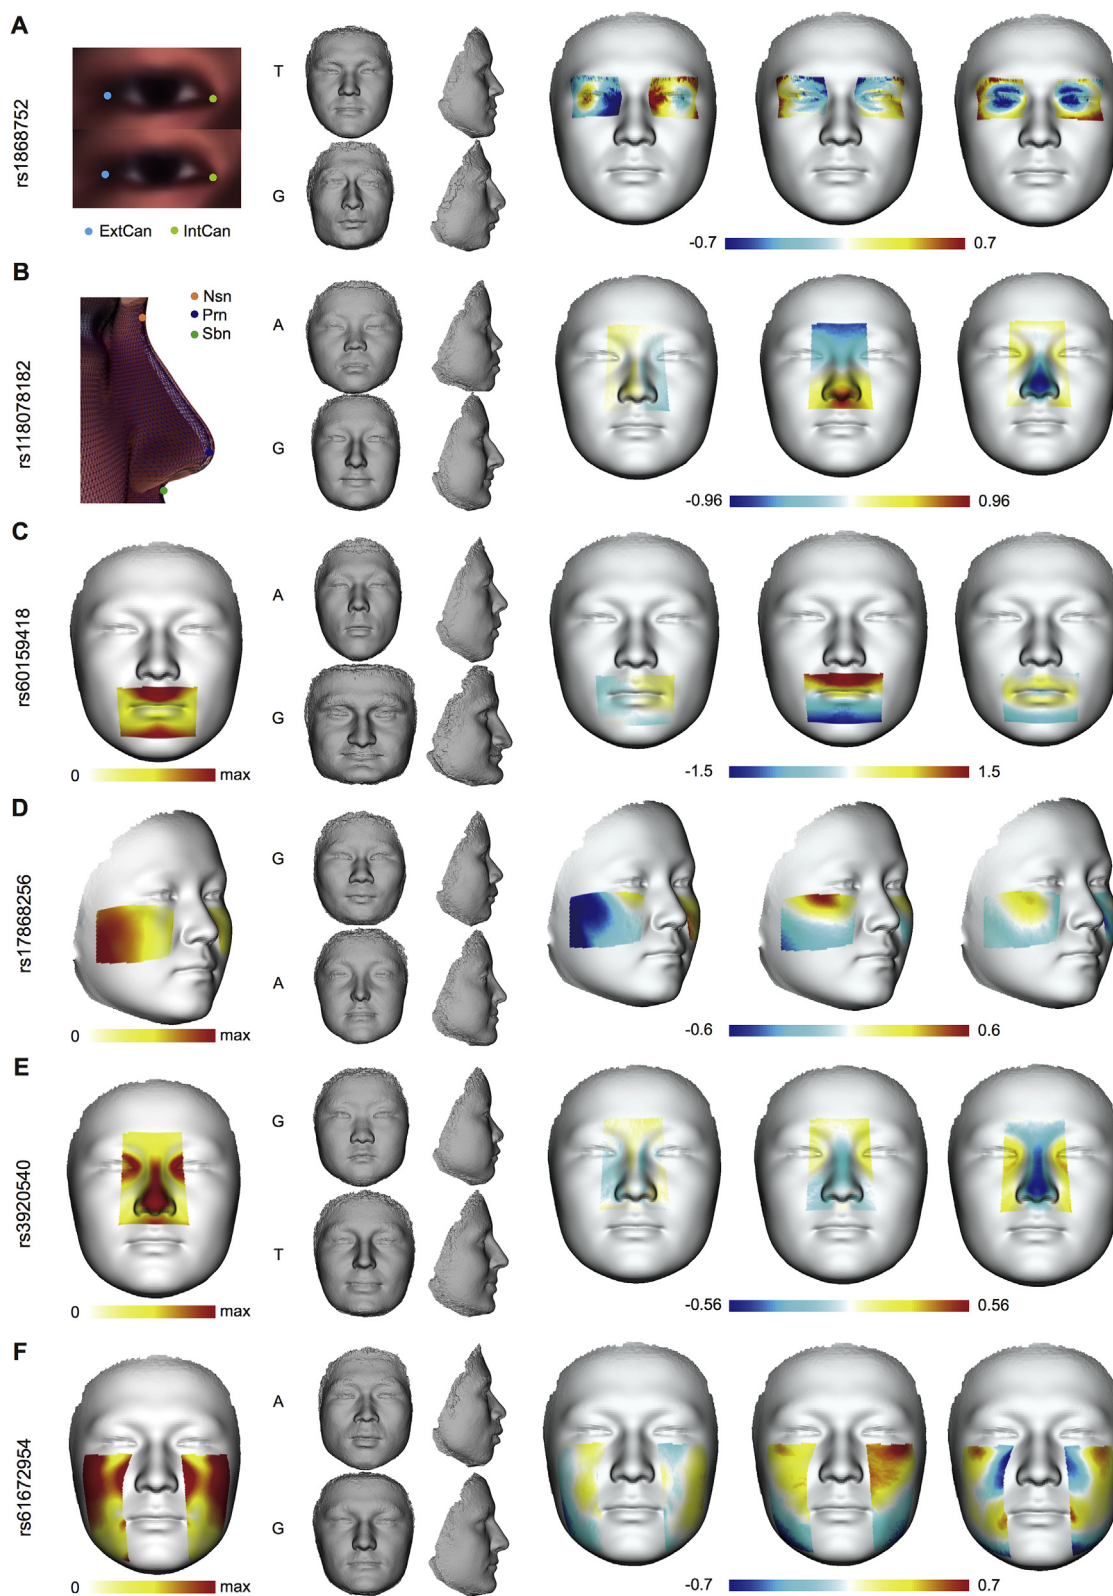 A
rs1868752
T
G
ExtCan IntCan
-0.7 0.7
B
rs118078182
Nsn
Prn
Sbn
A
G
-0.96 0.96
C
rs60159418
A
G
0 max
-1.5 1.5
D
rs17868256
G
A
0 max
-0.6 0.6
E
rs3920540
G
T
0 max
-0.56 0.56
F
rs61672954
A
G
0 max
-0.7 0.7